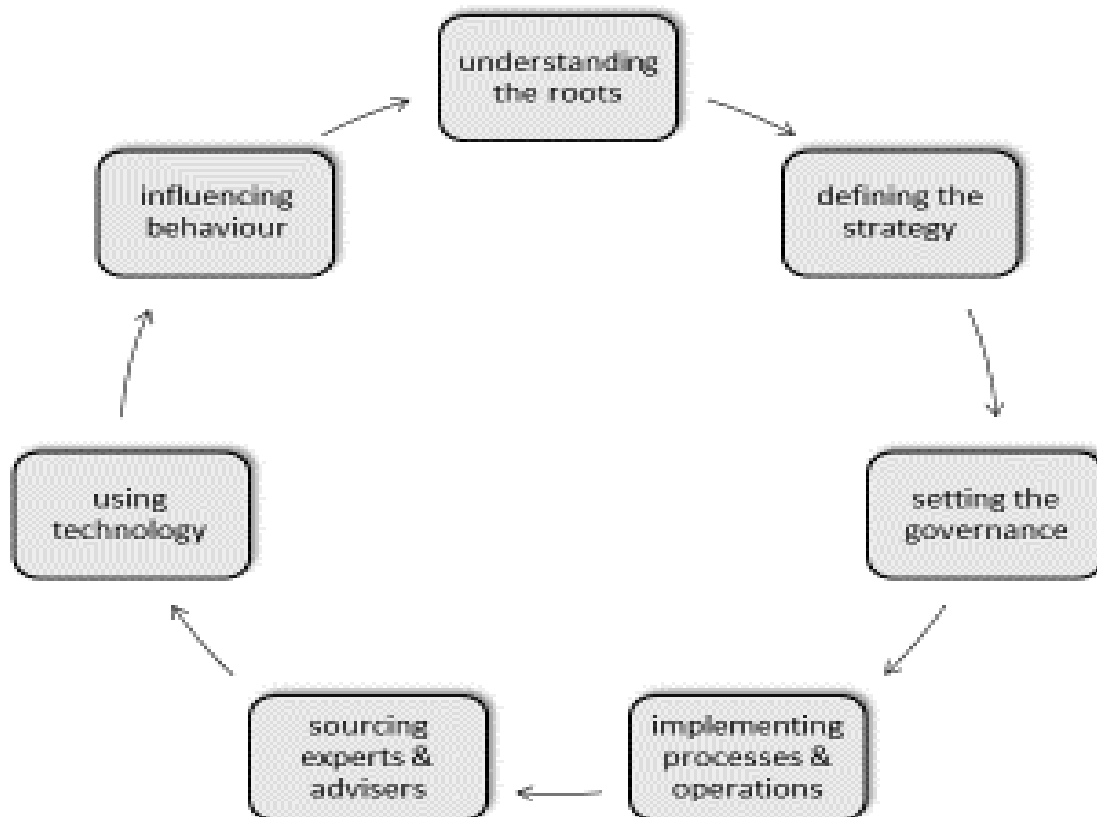 understanding
the roots
defining the
strategy
setting the
governance
implementing
processes &
operations
sourcing
experts &
advisers
using
technology
influencing
behaviour